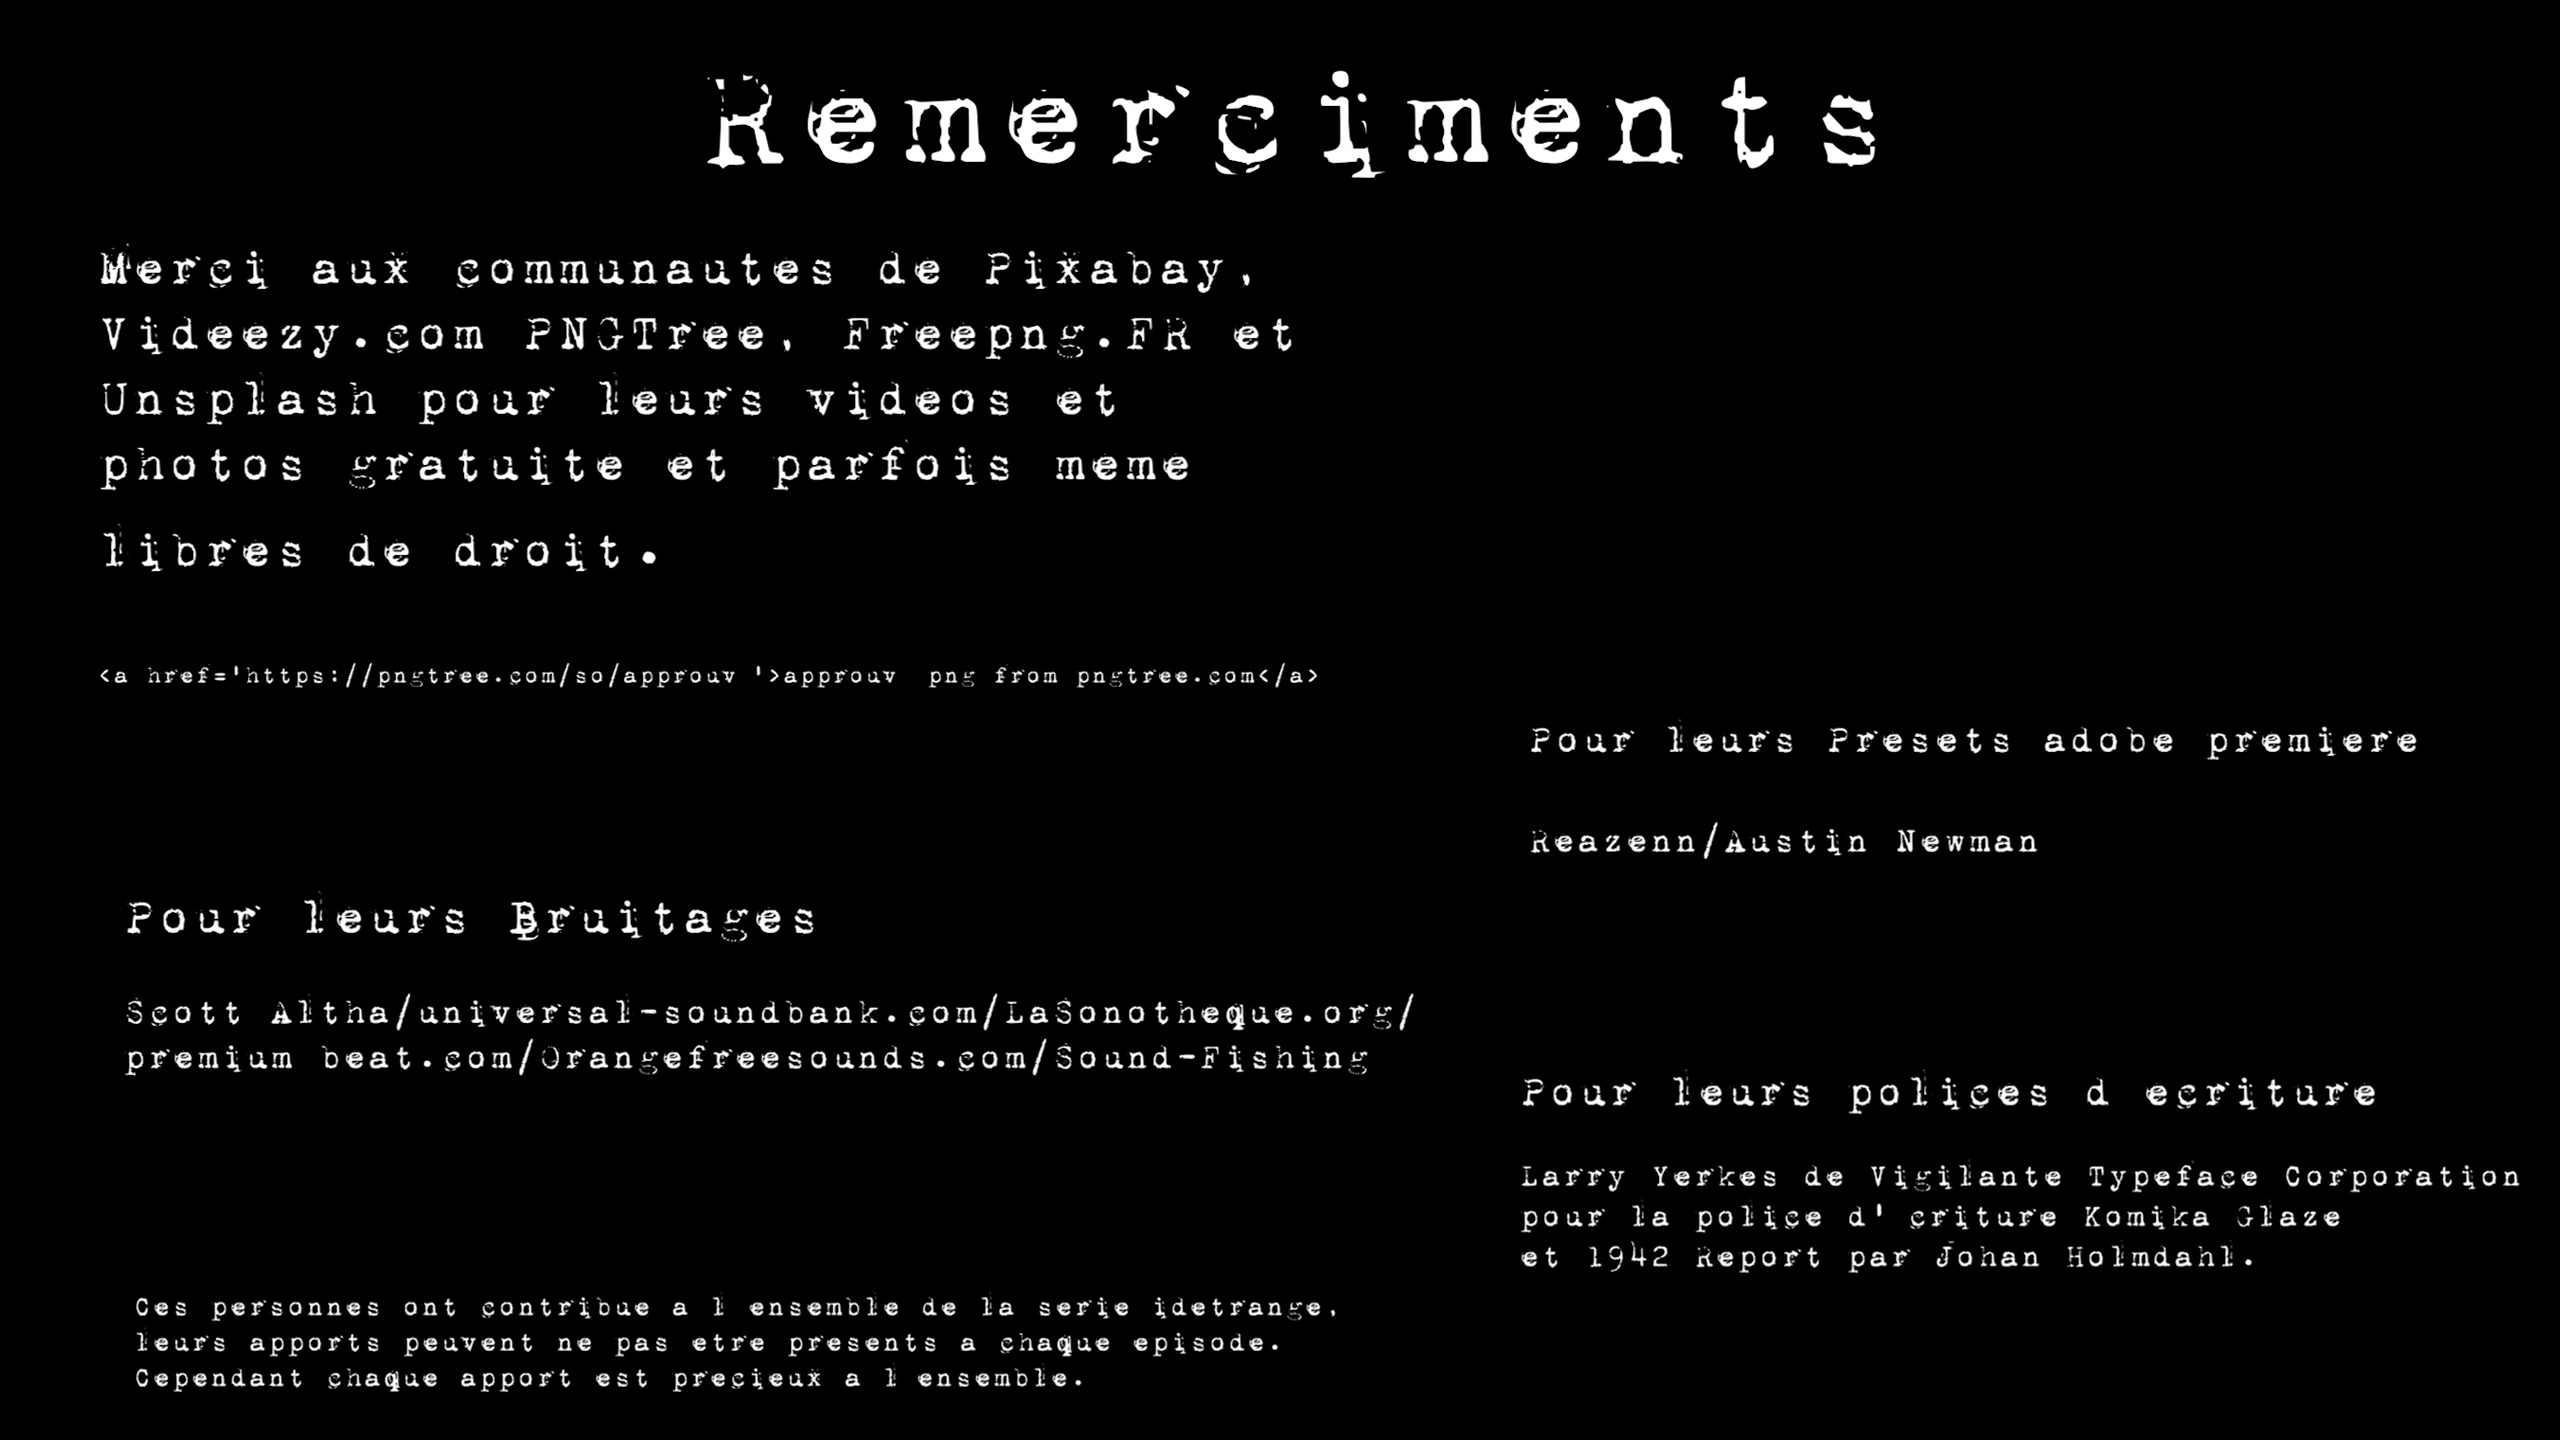 Remerciments
Merci aux communautes de Pixabay,
Videezy.com PNGTree, Freepng.FR et
Unsplash pour leurs videos et
photos gratuite et parfois meme
libres de droit.
<a href='https://pngtree.com/so/approuv '>approuv  png from pngtree.com</a>
Pour leurs Presets adobe premiere
Reazenn/Austin Newman
Pour leurs Bruitages
Scott Altha/universal-soundbank.com/LaSonotheque.org/
premium beat.com/Orangefreesounds.com/Sound-Fishing
Pour leurs polices d ecriture
Larry Yerkes de Vigilante Typeface Corporation
pour la police d' criture Komika Glaze
et 1942 Report par Johan Holmdahl.
Ces personnes ont contribue a l ensemble de la serie idetrange,
leurs apports peuvent ne pas etre presents a chaque episode.
Cependant chaque apport est precieux a l ensemble.